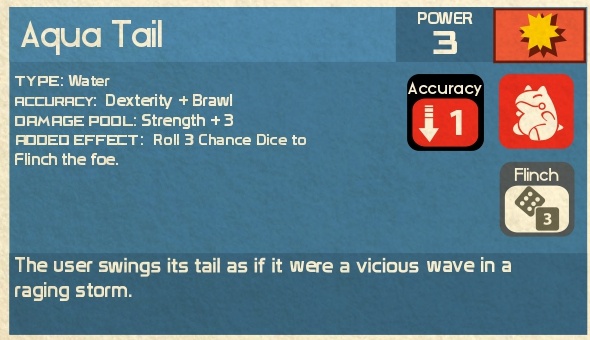 Aqua Tail
POWER
3
TYPE: Water
ACCURACY: Dexterity + Brawl
DAMAGE POOL: Strength + 3
ADDED EFFECT: Roll 3 Chance Dice to
Flinch the foe.
Accuracy
1
Flinch
3
The user swings its tail as if it were a vicious wave in a
raging storm.